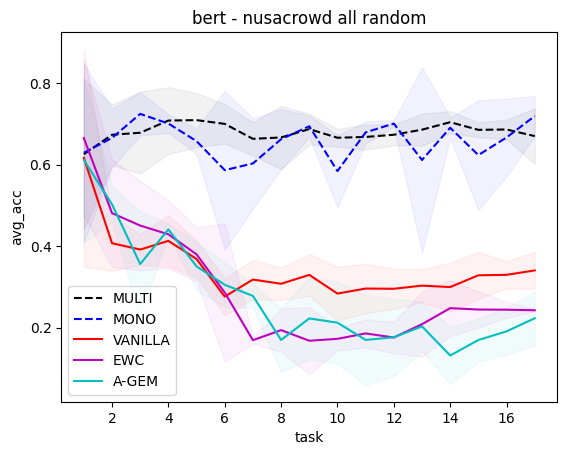 bert - nusacrowd all random
avg_acc
0.8
0.6
0.4
0.2
MULTI
MONO
VANILLA
EWC
A-GEM
2 4 6 8 10 12 14 16
task